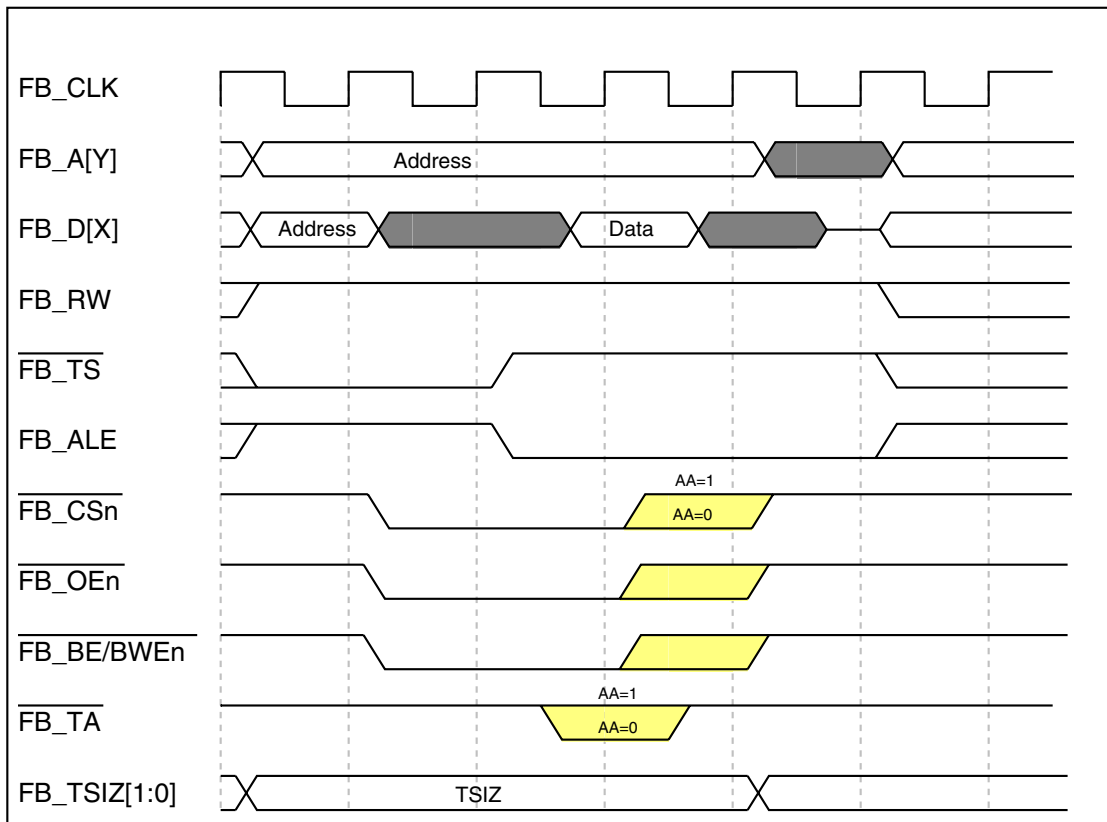 FB_CLK
FB_A[Y]
Address
FB_D[X]
Address
Data
FB_RW
FB_TS
FB_ALE
AA=1
FB_CSn
AA=0
FB_OEn
FB_BE/BWEn
AA=1
FB_TA
AA=0
FB_TSIZ[1:0]
TSIZ